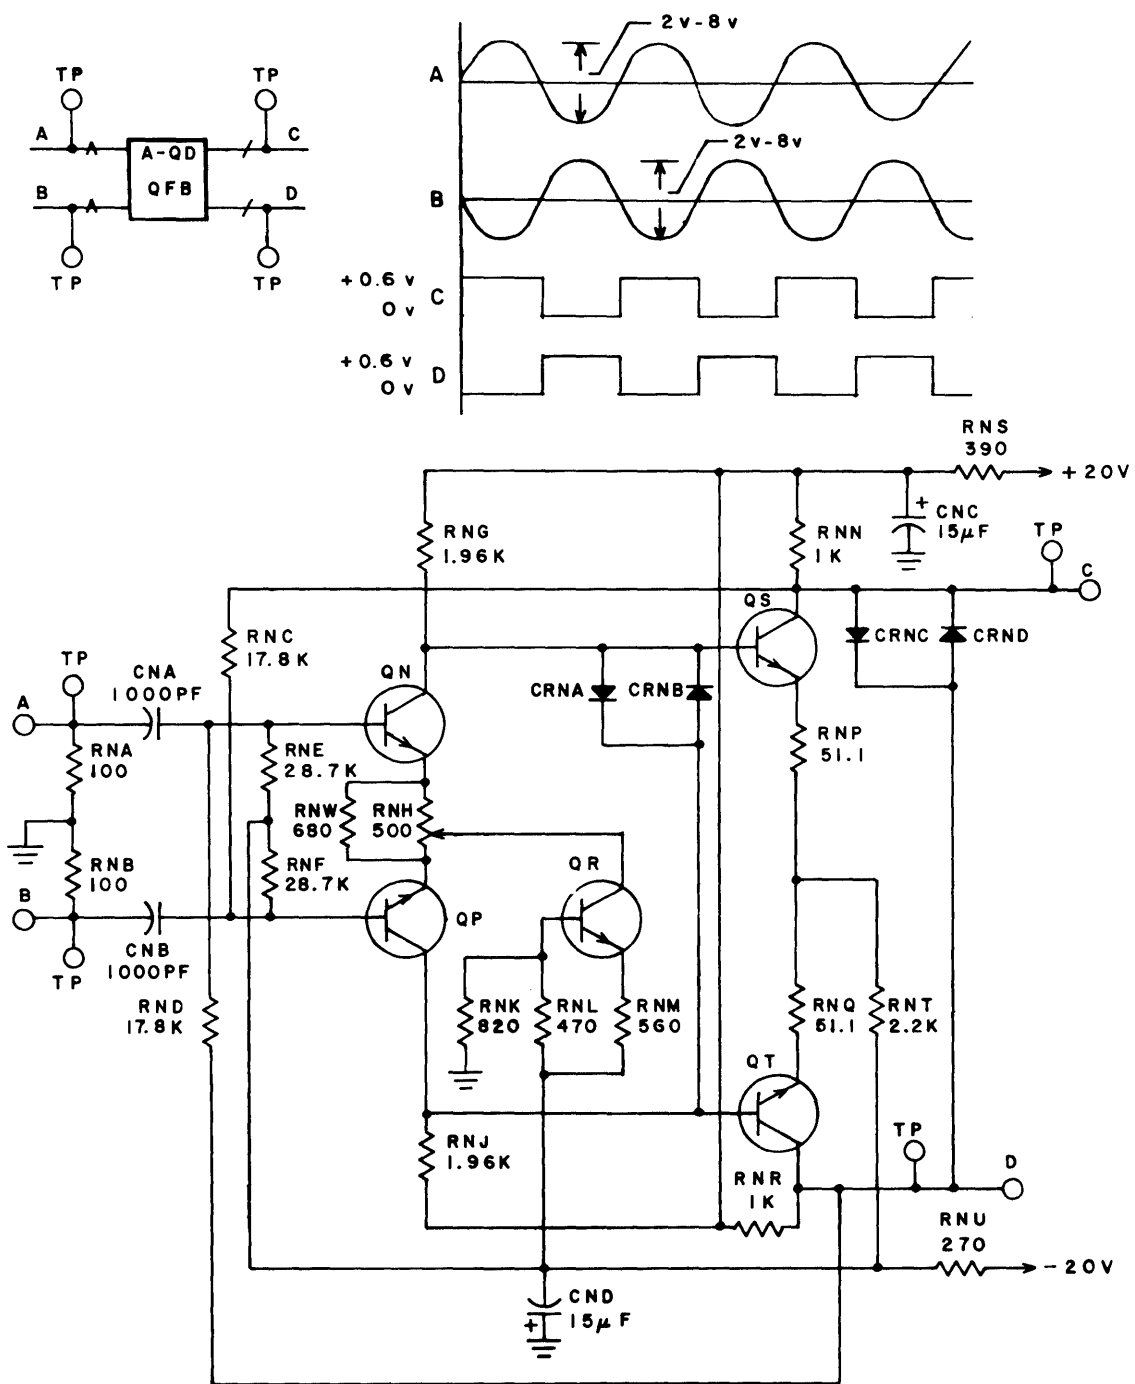 TP
TP
A
C
A-QD
QFB
B
D
TP
TP
2v-8v
A
2v-8v
B
+0.6 v
C
0 v
+0.6 v
D
0 v
RNS
390
+20V
CNC
15µF
+
TP
C
RNG
1.96K
RNN
1K
QS
RNC
17.8K
TP
CNA
1000PF
A
QN
CRNA
CRNB
CRNC
CRND
RNA
100
RNE
28.7K
RNP
51.1
RNW
680
RNH
500
RNB
100
RNF
28.7K
QR
B
QP
TP
CNB
1000PF
RND
17.8K
RNK
820
RNL
470
RNM
560
RNQ
51.1
RNT
2.2K
QT
TP
D
RNJ
1.96K
RNR
1K
RNU
270
-20V
CND
15µF
+